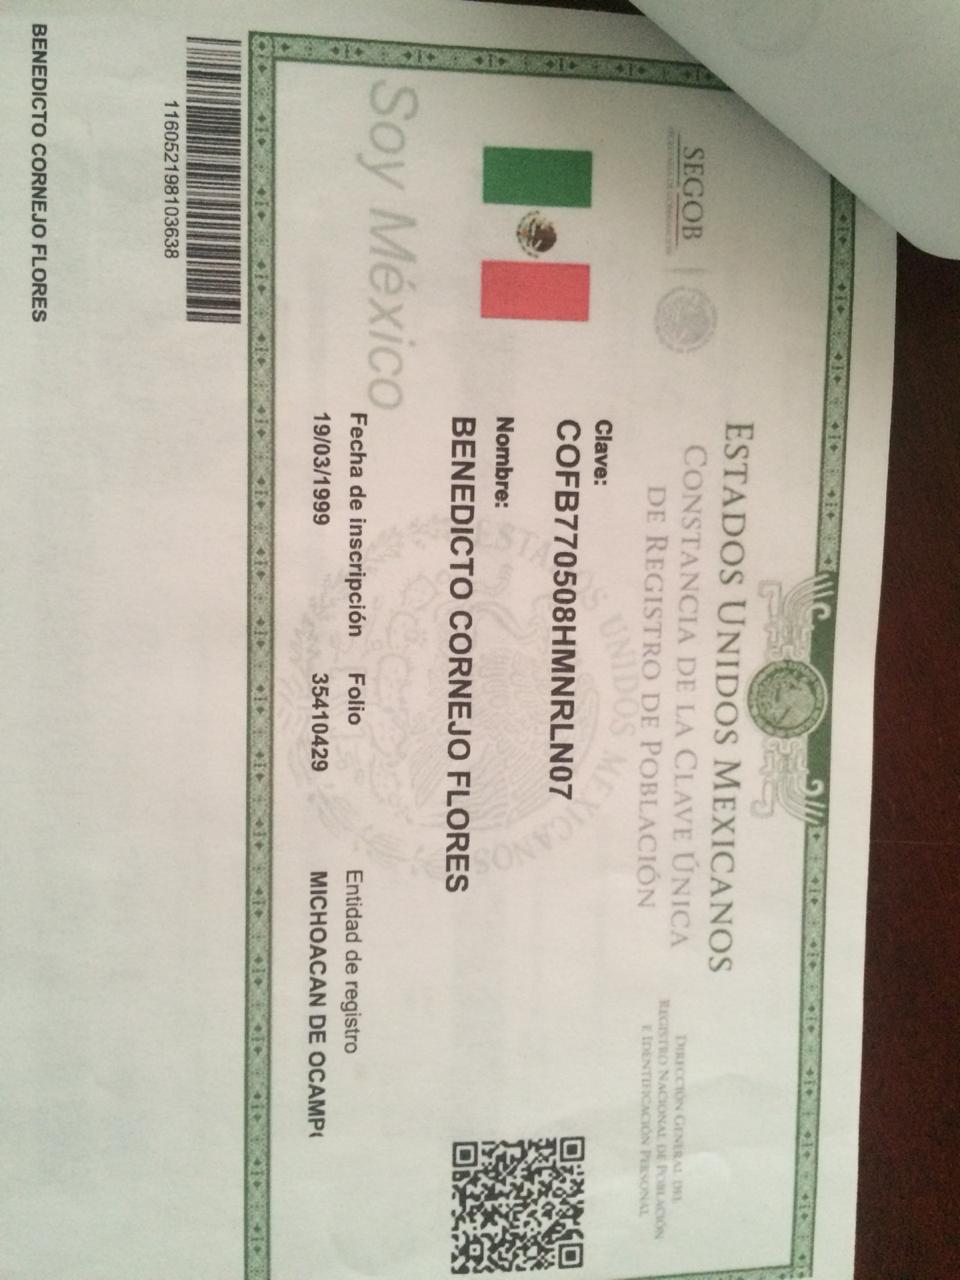 ESTADOS UNIDOS MEXICANOS
CONSTANCIA DE LA CLAVE ÚNICA
DE REGISTRO DE POBLACIÓN
SEGOB
SECRETARÍA DE GOBERNACIÓN
DIRECCIÓN GENERAL DEL
REGISTRO NACIONAL DE POBLACIÓN
E IDENTIFICACIÓN PERSONAL
ESTADOS UNIDOS MEXICANOS
Clave:
COFB770508HMNRLN07
Nombre:
BENEDICTO CORNEJO FLORES
Soy México
Fecha de inscripción Folio Entidad de registro
19/03/1999 35410429 MICHOACAN DE OCAMP
116052198103638
BENEDICTO CORNEJO FLORES